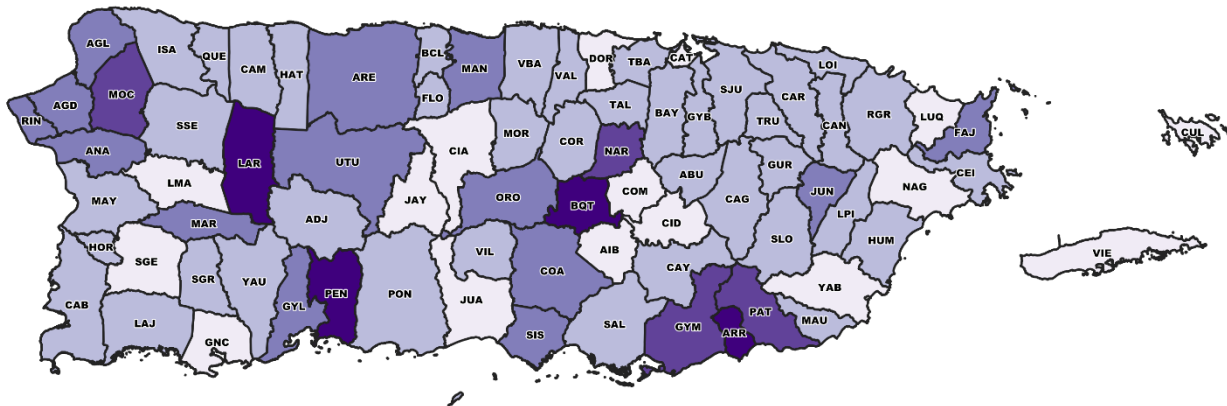 AGL
ISA
QUE
CAM
HAT
ARE
BCL
MAN
VBA
VAL
DOR
TBA
CAT
SJU
LOI
MOC
RIN
AGD
FLO
TAL
BAY
GYB
CAR
TRU
CAN
RGR
LUQ
FAJ
CUL
SSE
ANA
LAR
UTU
CIA
MOR
COR
NAR
ABU
GUR
LMA
MAY
MAR
ADJ
JAY
ORO
BQT
COM
CID
CAG
JUN
LPI
NAG
CEI
HOR
SGE
SGR
YAU
GYL
PEN
PON
JUA
VIL
COA
AIB
CAY
SLO
HUM
YAB
VIE
CAB
LAJ
GNC
SIS
SAL
GYM
ARR
PAT
MAU